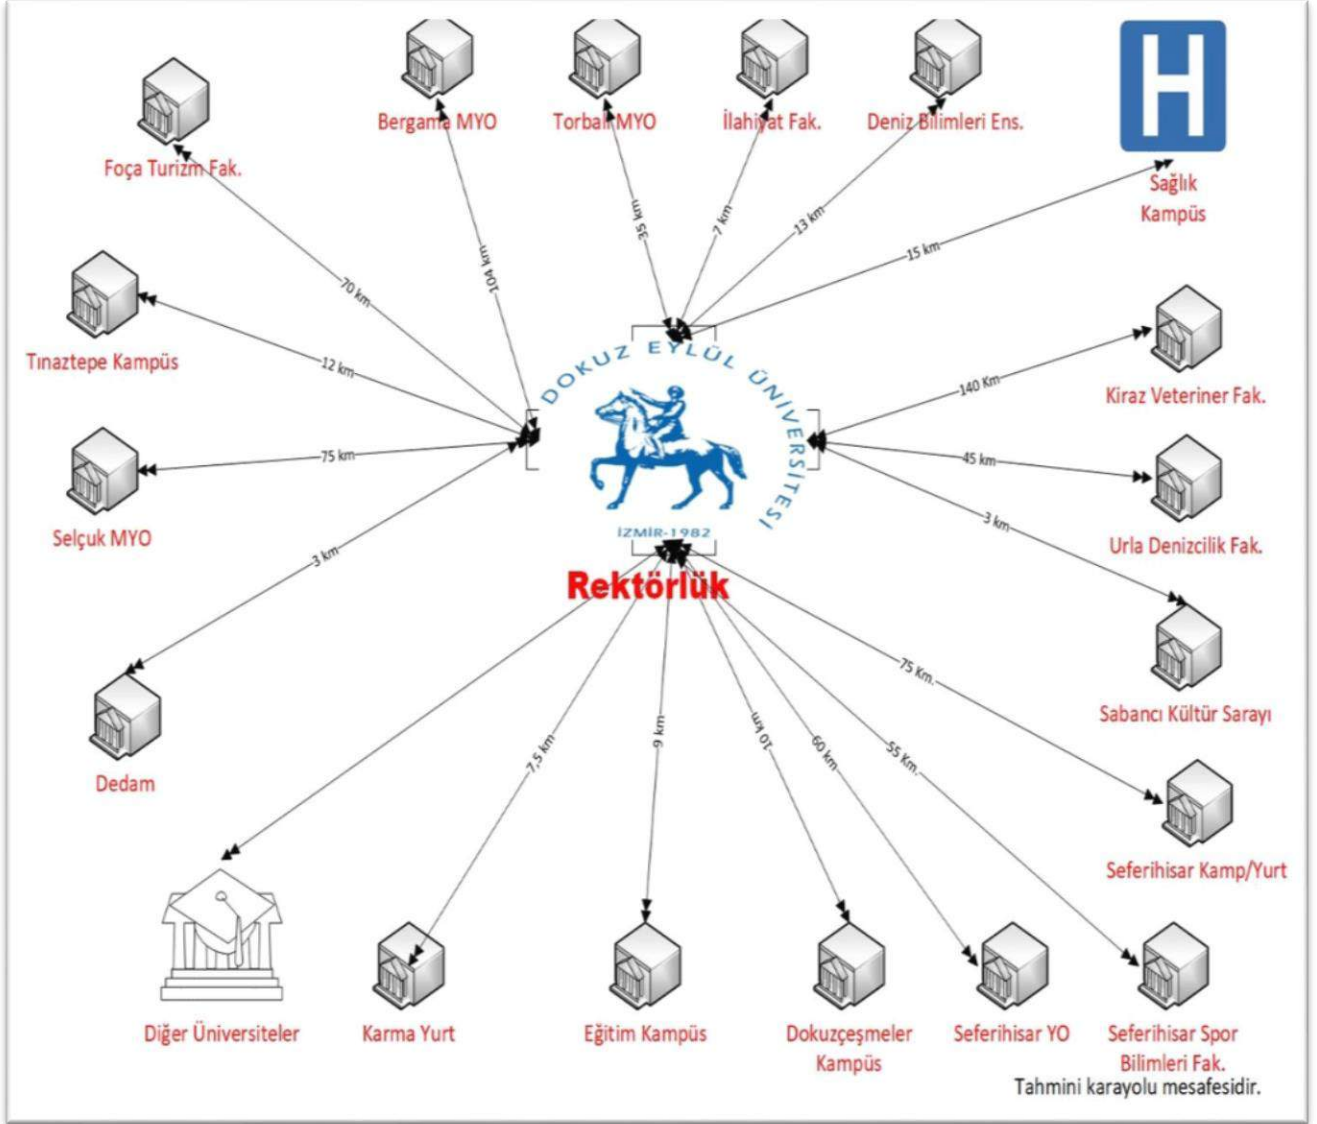 Bergama MYO
Torbalı MYO
İlahiyat Fak.
Deniz Bilimleri Ens.
Foça Turizm Fak.
Sağlık
Kampüs
35 km
7 km
13 km
15 km
104 km
70 km
Tınaztepe Kampüs
12 km
140 Km
Kiraz Veteriner Fak.
DOKUZ EYLÜL ÜNİVERSİTESİ
75 km
45 km
Selçuk MYO
İZMİR-1982
3 km
Urla Denizcilik Fak.
3 km
Rektörlük
75 Km.
Sabancı Kültür Sarayı
Dedam
7,5 km
9 km
10 km
60 km
55 Km.
Seferihisar Kamp/Yurt
Diğer Üniversiteler
Karma Yurt
Eğitim Kampüs
Dokuzçeşmeler
Kampüs
Seferihisar YO
Seferihisar Spor
Bilimleri Fak.
Tahmini karayolu mesafesidir.